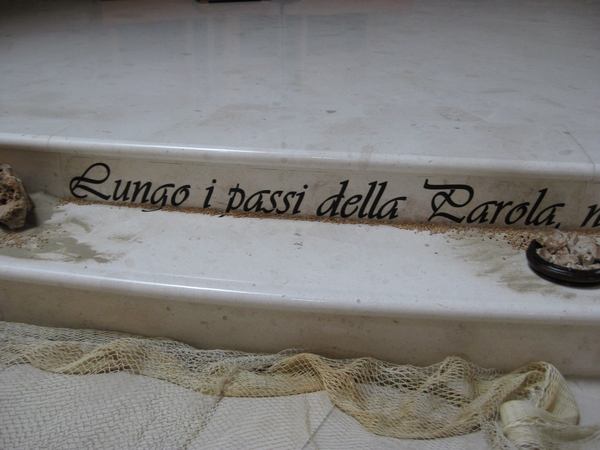 Lungo i passi della Parola, n